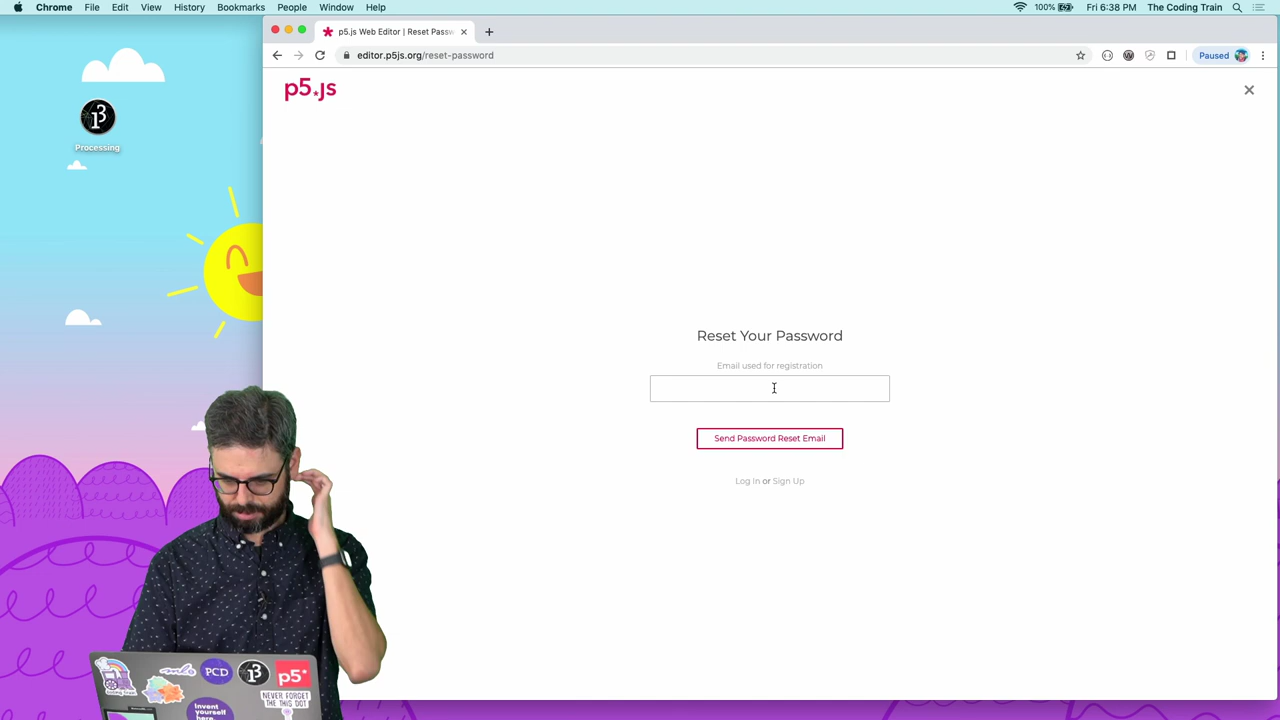 Chrome File Edit View History Bookmarks People Window Help
100% Fri 6:38 PM The Coding Train
p5.js Web Editor | Reset Passw
editor.p5js.org/reset-password
Paused
p5*js
Processing
Reset Your Password
Email used for registration
Send Password Reset Email
Log In or Sign Up
PCD
p5*
NEVER FORGET
THE THIS DOT
Invent
yourself